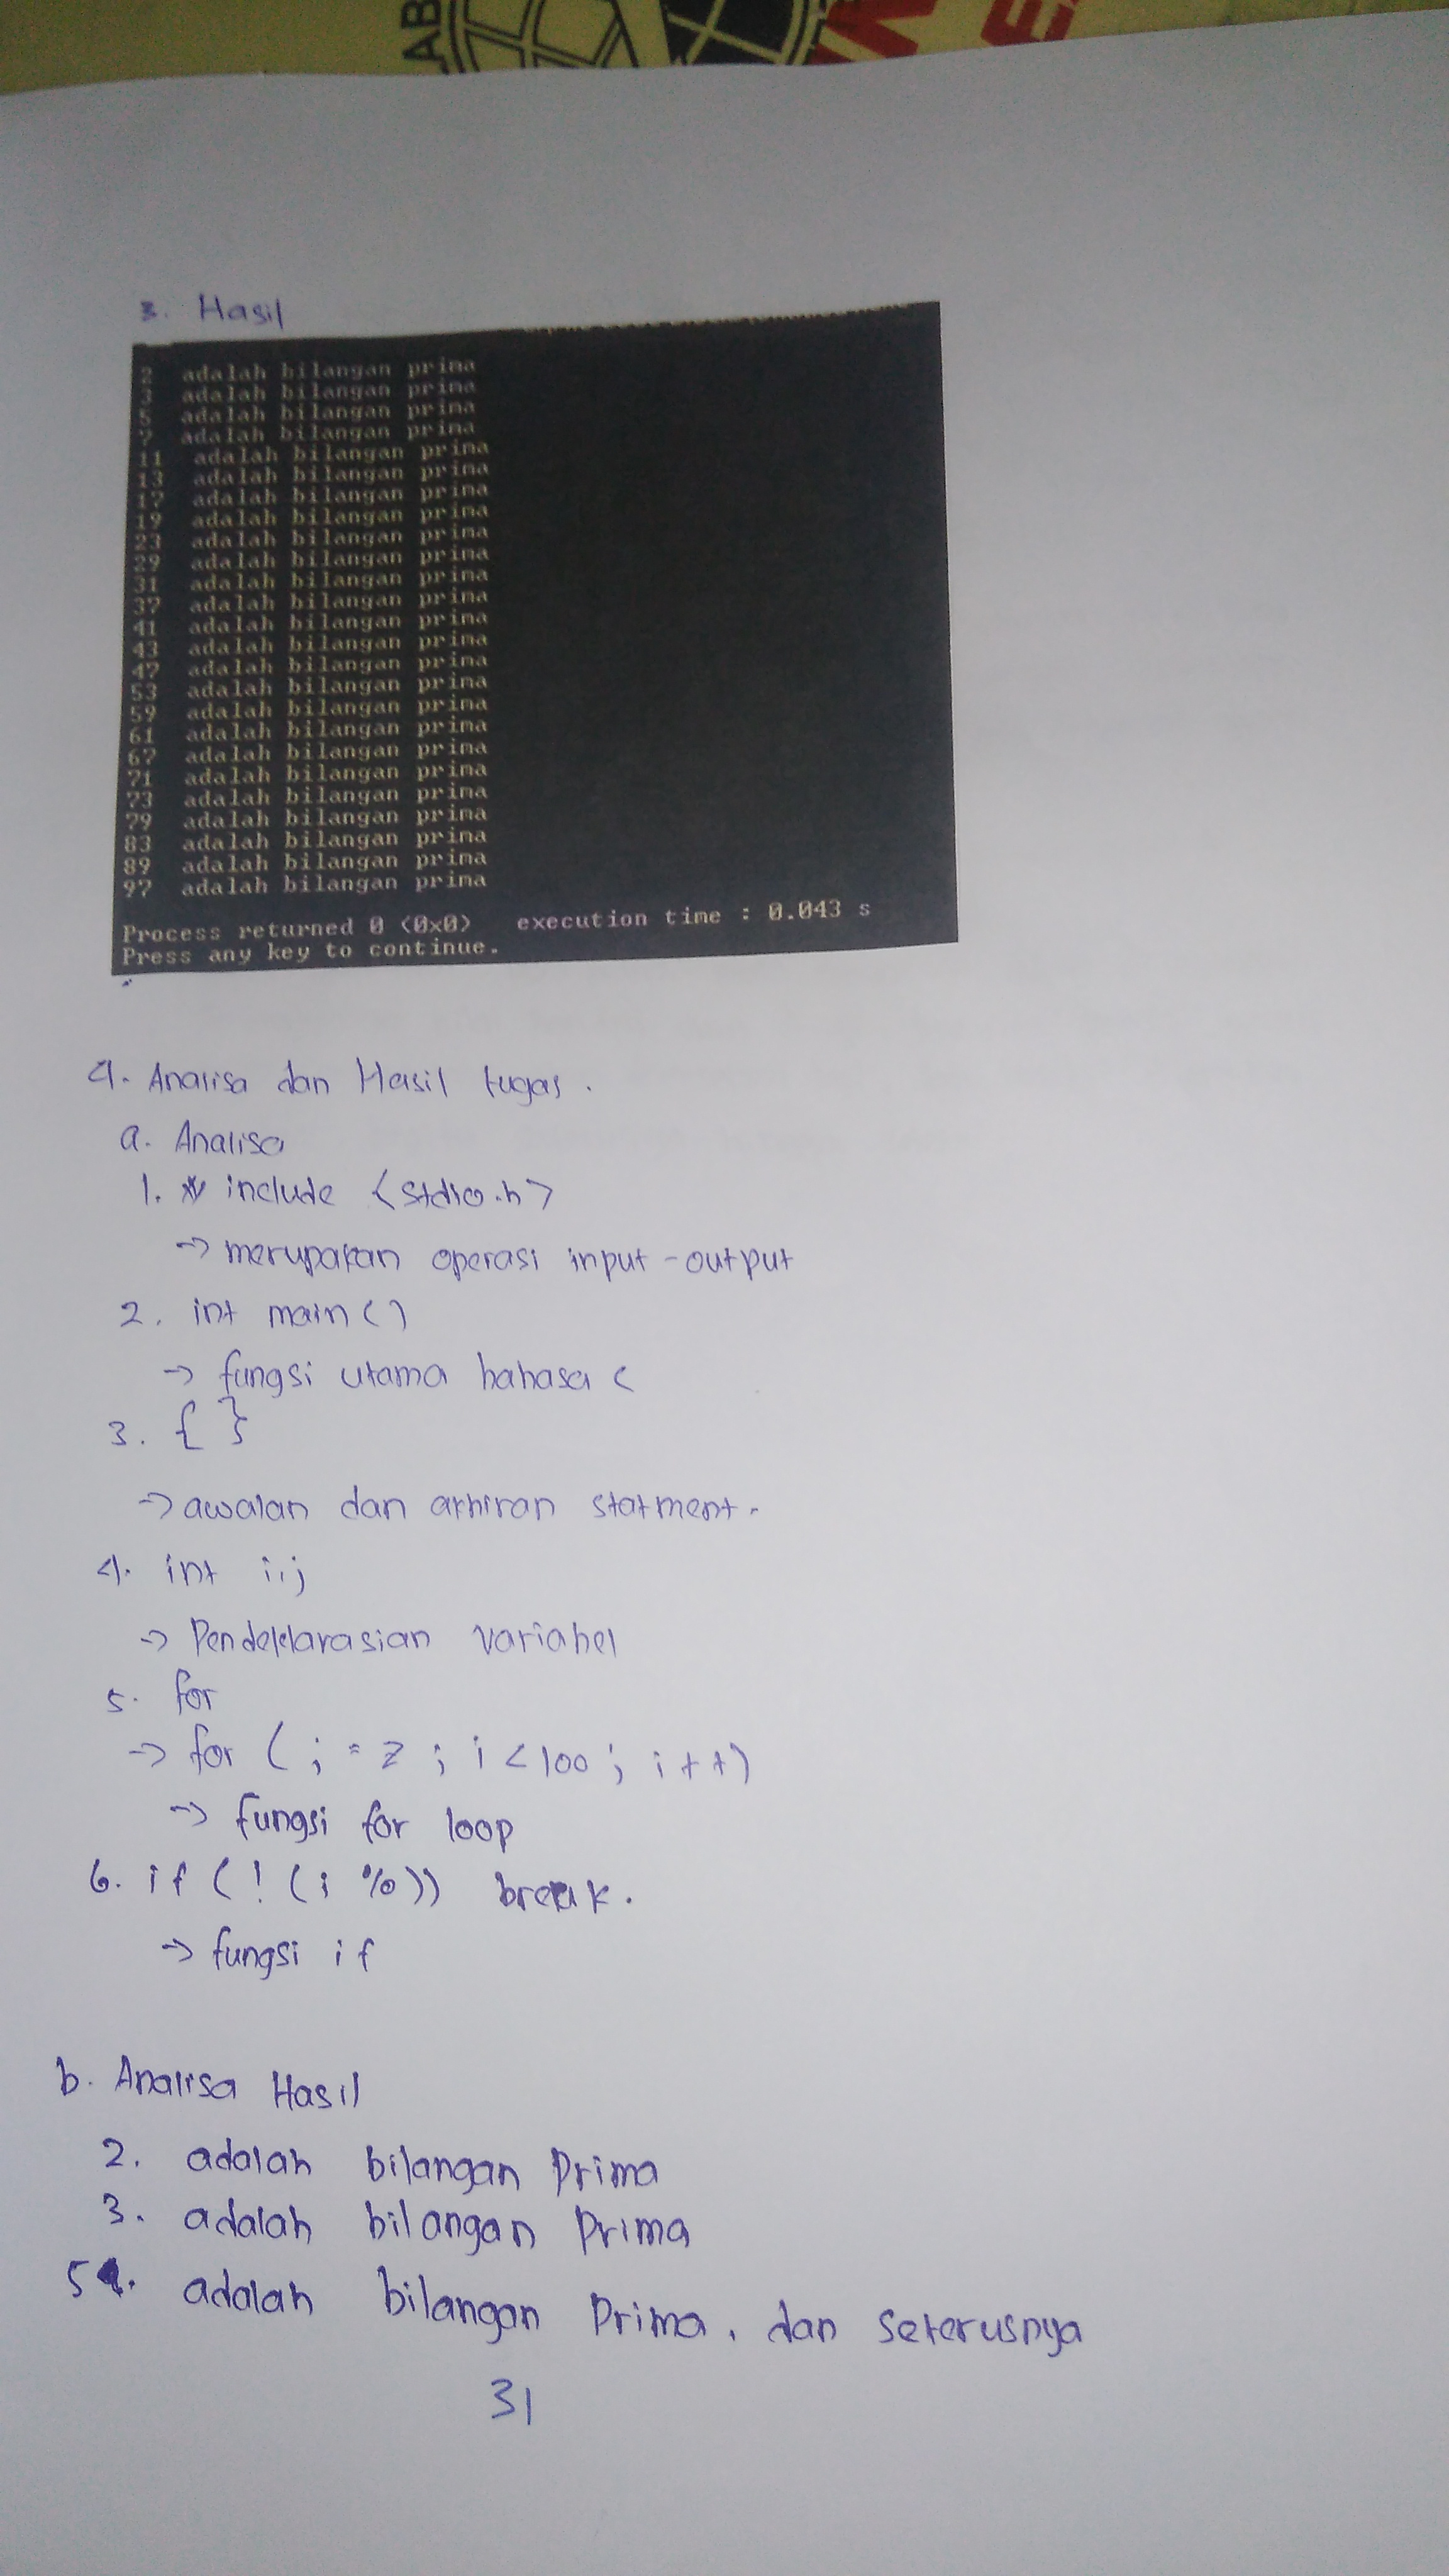 AB
3. Hasil
2 adalah bilangan prima
3 adalah bilangan prima
5 adalah bilangan prima
7 adalah bilangan prima
11 adalah bilangan prima
13 adalah bilangan prima
17 adalah bilangan prima
19 adalah bilangan prima
23 adalah bilangan prima
29 adalah bilangan prima
31 adalah bilangan prima
37 adalah bilangan prima
41 adalah bilangan prima
43 adalah bilangan prima
47 adalah bilangan prima
53 adalah bilangan prima
59 adalah bilangan prima
61 adalah bilangan prima
67 adalah bilangan prima
71 adalah bilangan prima
73 adalah bilangan prima
79 adalah bilangan prima
83 adalah bilangan prima
89 adalah bilangan prima
97 adalah bilangan prima
Process returned 0 (0x0) execution time : 0.043 s
Press any key to continue.
4. Analisa dan Hasil tugas.
a. Analisa
1. # include <stdio.h>
-> merupakan operasi input-output
2. int main ()
-> fungsi utama bahasa c
3. { }
-> awalan dan akhiran statment.
4. int i,j
-> Pendeklarasian variabel
5. for
-> for (; = 2 ; i < 100 ; i ++)
-> fungsi for loop
6. if (! (i %)) break.
-> fungsi if
b. Analisa Hasil
2. adalah bilangan Prima
3. adalah bilangan Prima
5. adalah bilangan Prima, dan seterusnya
31